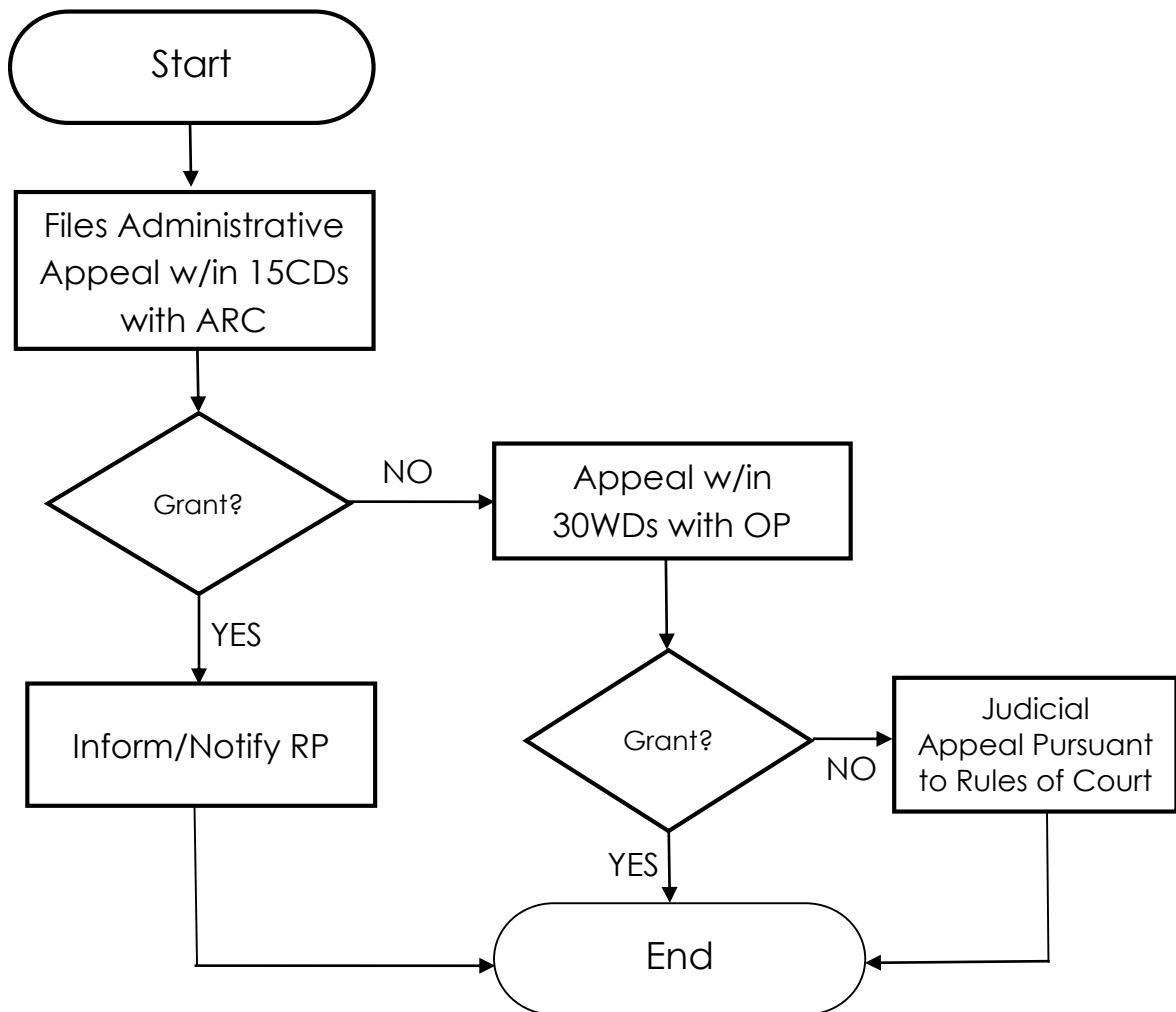 Start
Files Administrative
Appeal w/in 15CDs
with ARC
Grant?
NO
Appeal w/in
30WDs with OP
YES
Inform/Notify RP
Grant?
NO
Judicial
Appeal Pursuant
to Rules of Court
YES
End